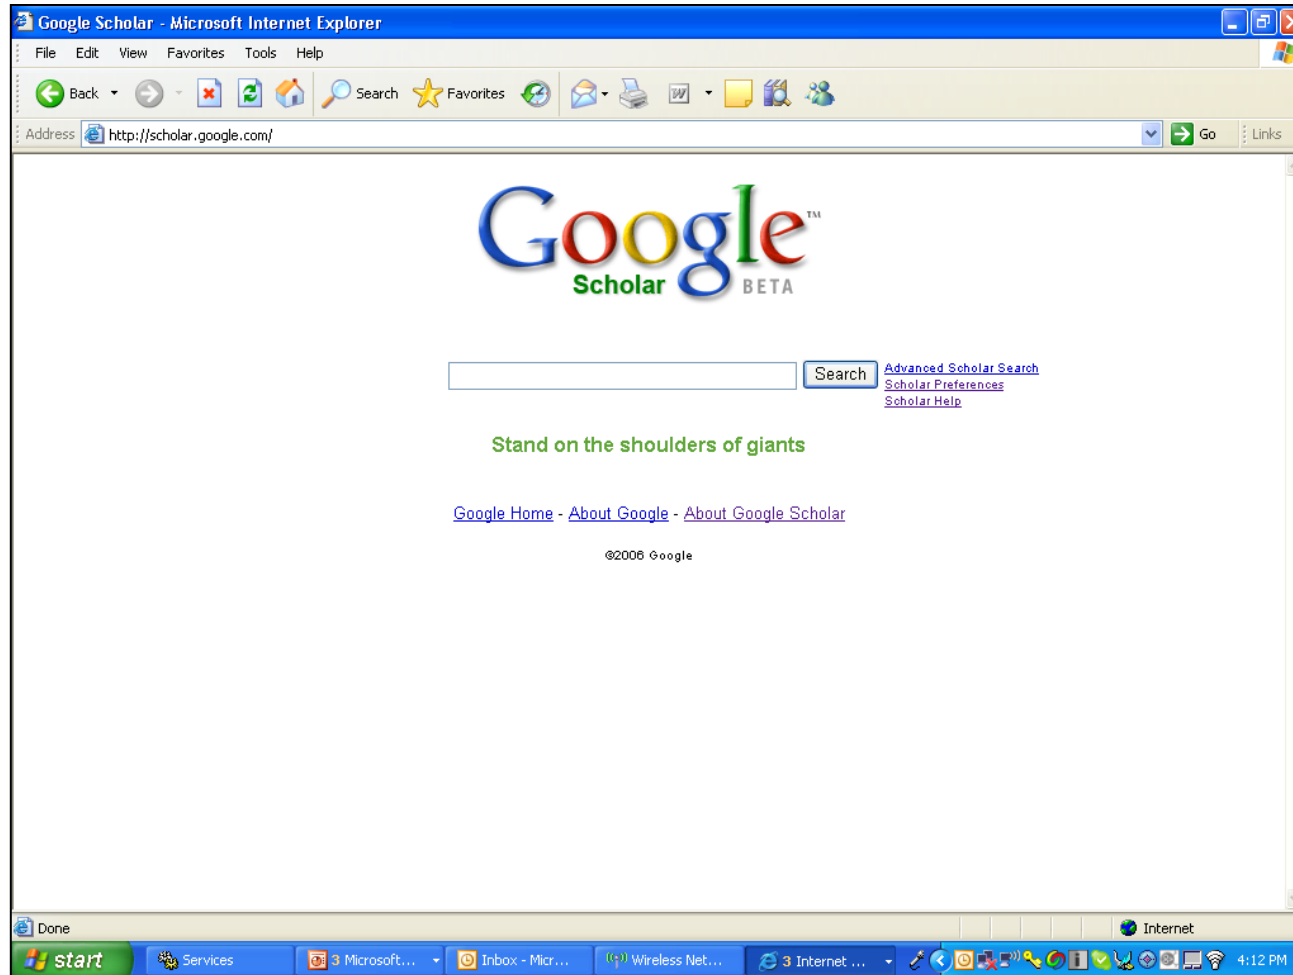 Google Scholar - Microsoft Internet Explorer
File Edit View Favorites Tools Help
Back Search Favorites
Address http://scholar.google.com/ Go Links
Google™
Scholar BETA
Search
Advanced Scholar Search
Scholar Preferences
Scholar Help
Stand on the shoulders of giants
Google Home - About Google - About Google Scholar
©2006 Google
Done Internet
start Services 3 Microsoft... Inbox - Micr... Wireless Net... 3 Internet ... 4:12 PM